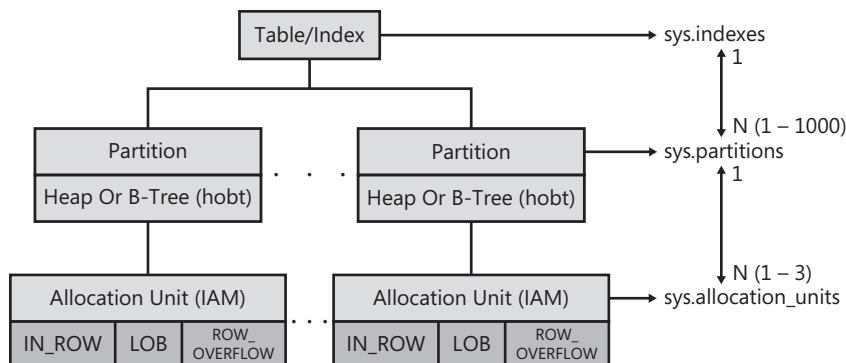 Table/Index
sys.indexes
1
N (1 – 1000)
Partition
. . .
Partition
sys.partitions
Heap Or B-Tree (hobt)
Heap Or B-Tree (hobt)
1
N (1 – 3)
Allocation Unit (IAM)
. . .
Allocation Unit (IAM)
sys.allocation_units
IN_ROW
LOB
ROW_
OVERFLOW
IN_ROW
LOB
ROW_
OVERFLOW